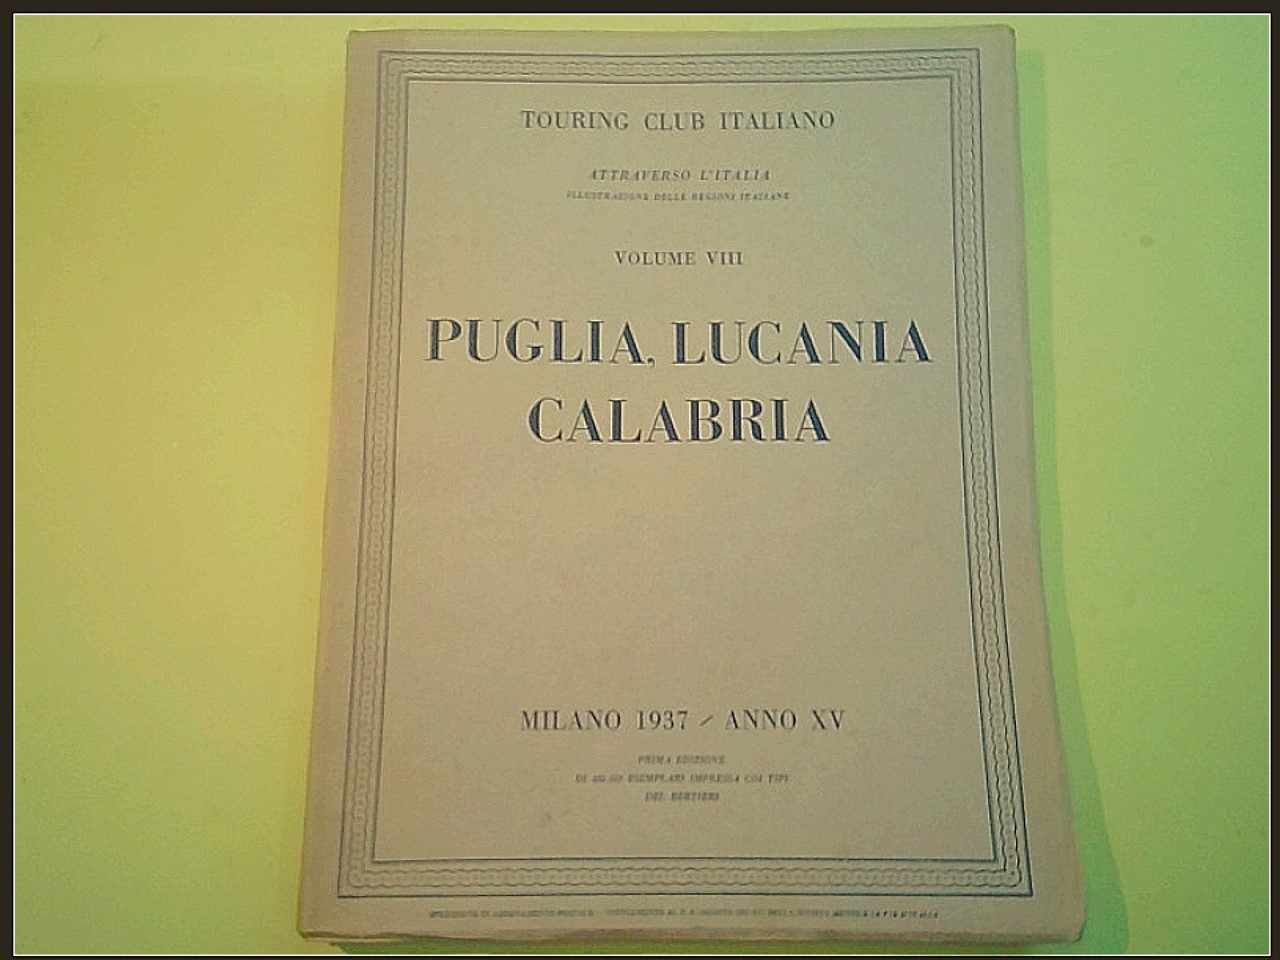 TOURING CLUB ITALIANO
ATTRAVERSO L'ITALIA
ILLUSTRAZIONE DELLE REGIONI ITALIANE
VOLUME VIII
PUGLIA, LUCANIA
CALABRIA
MILANO 1937 / ANNO XV
PRIMA EDIZIONE
DI ESEMPLARI IMPRESSA COI TIPI
DEL BERTIERI